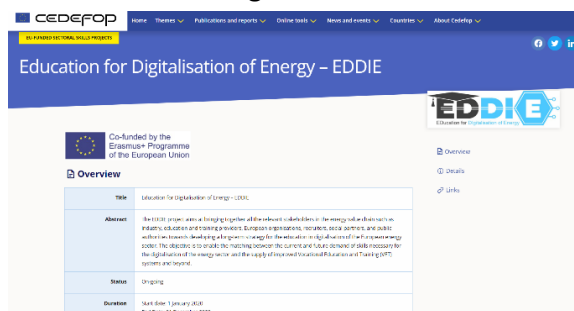 CEDEFOP Home Themes Publications and reports Online tools News and events Countries About Cedefop
EU-FUNDED SECTORAL SKILLS PROJECTS
in
Education for Digitalisation of Energy – EDDIE
EDDIE
Education for Digitalisation of Energy
Co-funded by the
Erasmus+ Programme
of the European Union
Overview
Details
Links
Overview
Title Education for Digitalisation of Energy - EDDIE
Abstract The EDDIE project aims at bringing together all the relevant stakeholders in the energy value chain such as
industry, education and training providers, European organisations, recruiters, social partners, and public
authorities towards developing a long-term strategy for the education in digitalisation of the European energy
sector. The objective is to enable the matching between the current and future demand of skills necessary for
the digitalisation of the energy sector and the supply of improved Vocational Education and Training (VET)
systems and beyond.
Status On-going
Duration Start date: 1 January 2020